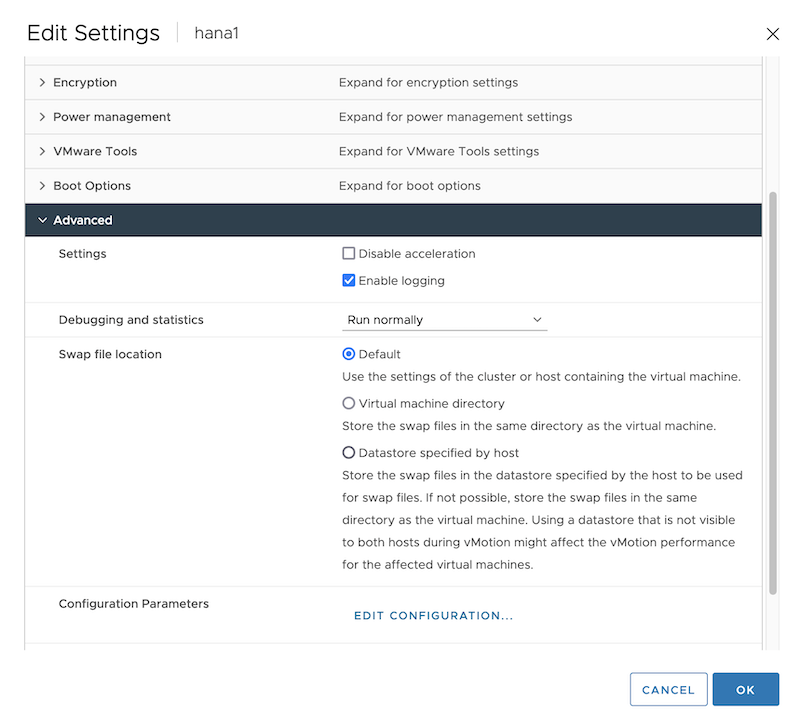 Edit Settings hana1
Encryption Expand for encryption settings
Power management Expand for power management settings
VMware Tools Expand for VMware Tools settings
Boot Options Expand for boot options
Advanced
Settings Disable acceleration
Enable logging
Debugging and statistics Run normally
Swap file location Default
Use the settings of the cluster or host containing the virtual machine.
Virtual machine directory
Store the swap files in the same directory as the virtual machine.
Datastore specified by host
Store the swap files in the datastore specified by the host to be used
for swap files. If not possible, store the swap files in the same
directory as the virtual machine. Using a datastore that is not visible
to both hosts during vMotion might affect the vMotion performance
for the affected virtual machines.
Configuration Parameters
EDIT CONFIGURATION...
CANCEL OK